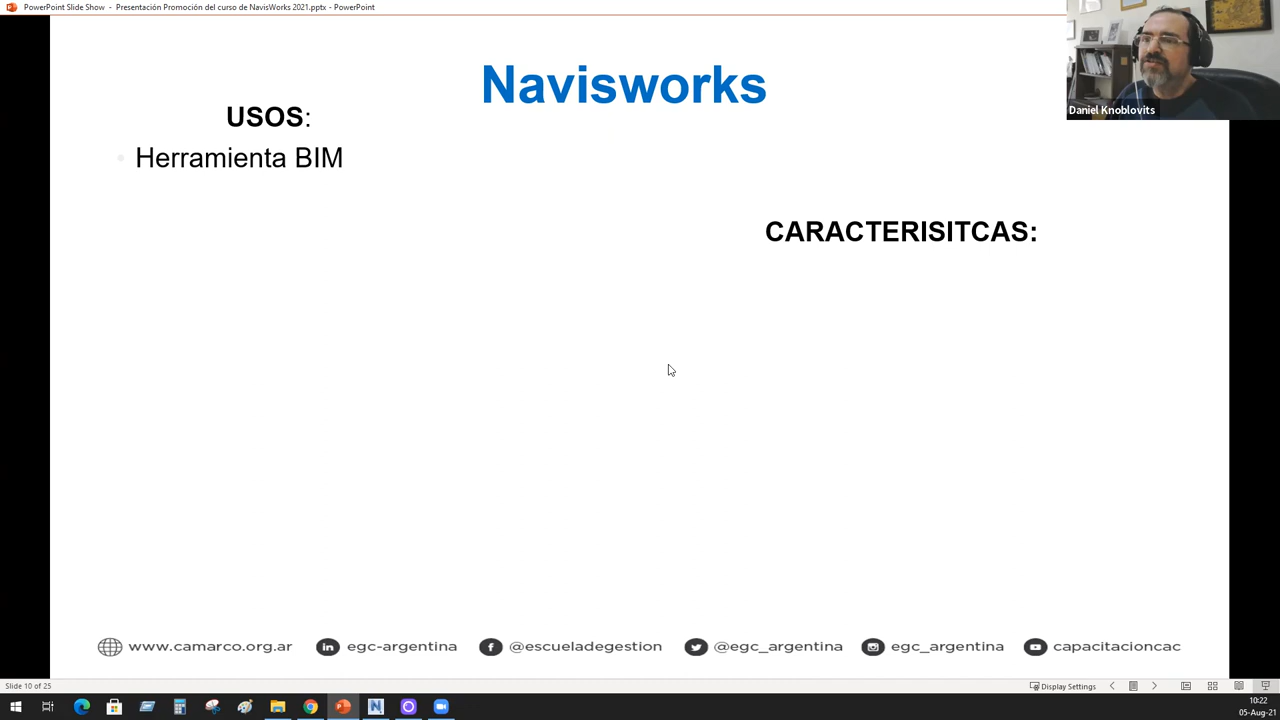 PowerPoint Slide Show - Presentación Promoción del curso de NavisWorks 2021.pptx - PowerPoint
Daniel Knoblovits
Navisworks
USOS:
Herramienta BIM
CARACTERISITCAS:
www.camarco.org.ar egc-argentina @escueladegestion @egc_argentina egc_argentina capacitacioncac
Slide 10 of 25 Display Settings
10:22
05-Aug-21